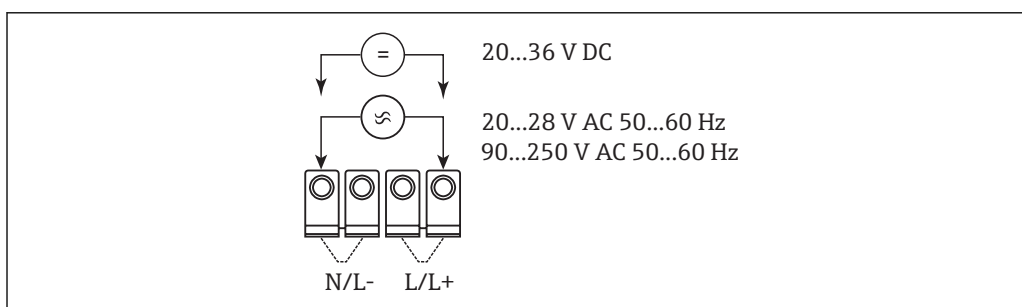 =
20...36 V DC
≈
20...28 V AC 50...60 Hz
90...250 V AC 50...60 Hz
N/L- L/L+